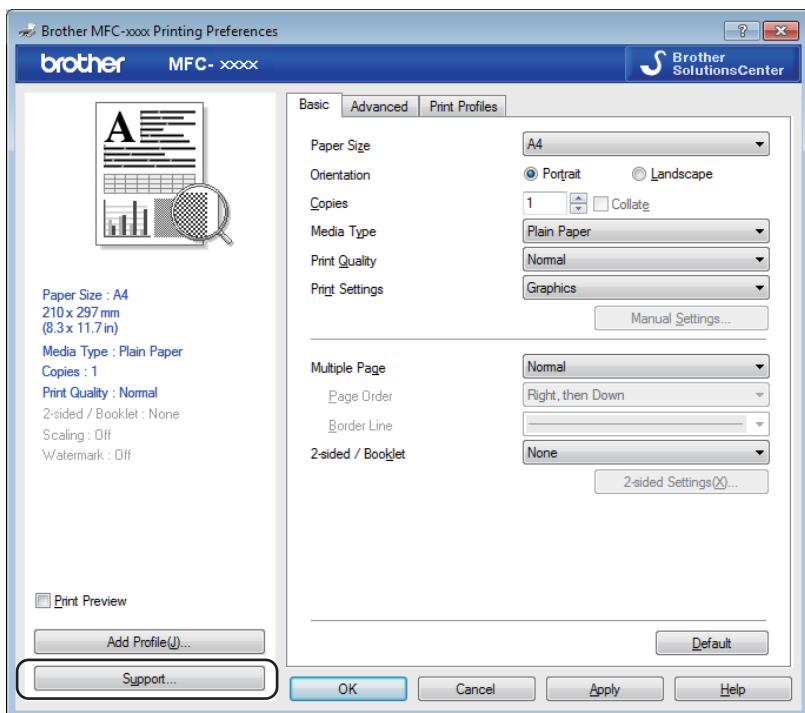 Brother MFC-xxxx Printing Preferences
brother MFC- xxxx
Brother
SolutionsCenter
A
Paper Size : A4
210 x 297 mm
(8.3 x 11.7 in)
Media Type : Plain Paper
Copies : 1
Print Quality : Normal
2-sided / Booklet : None
Scaling : Off
Watermark : Off
Print Preview
Add Profile(J)...
Support...
Basic Advanced Print Profiles
Paper Size A4
Orientation Portrait Landscape
Copies 1 Collate
Media Type Plain Paper
Print Quality Normal
Print Settings Graphics
Manual Settings...
Multiple Page Normal
Page Order Right, then Down
Border Line
2-sided / Booklet None
2-sided Settings(X)...
Default
OK Cancel Apply Help